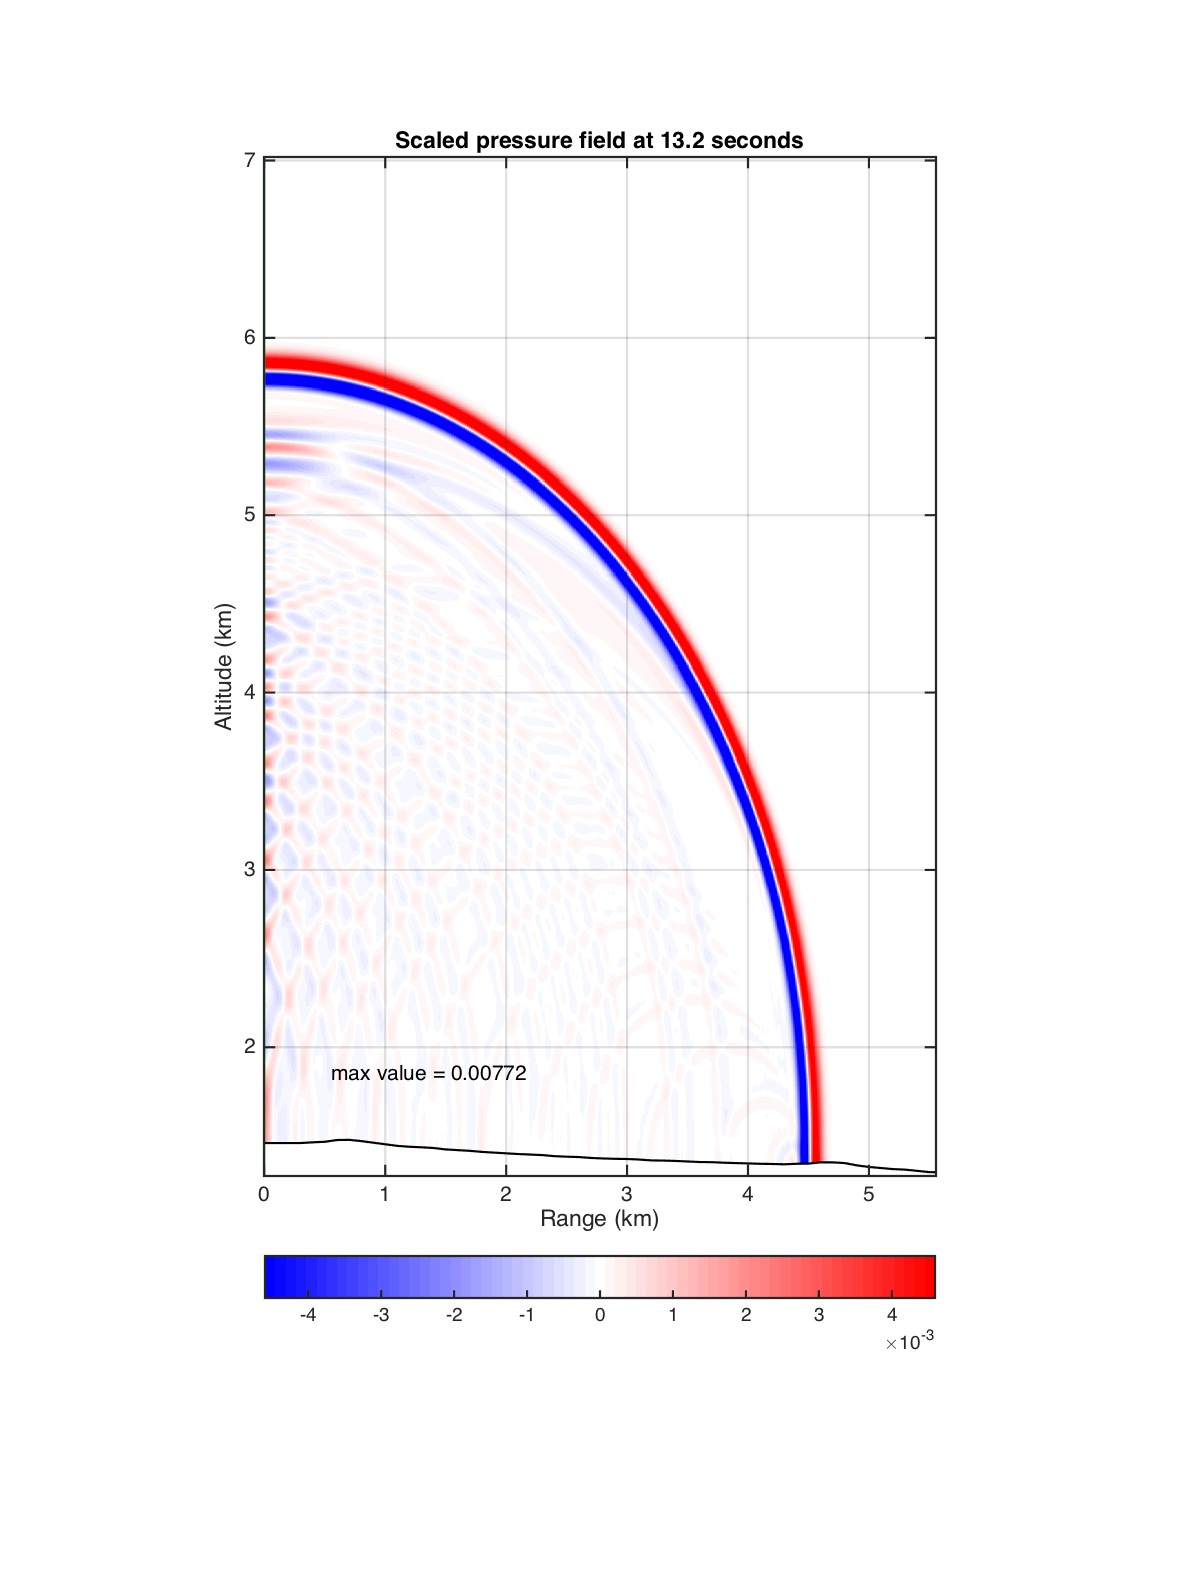 Scaled pressure field at 13.2 seconds
7
6
5
4
3
2
Altitude (km)
max value = 0.00772
0 1 2 3 4 5
Range (km)
-4 -3 -2 -1 0 1 2 3 4
×10-3